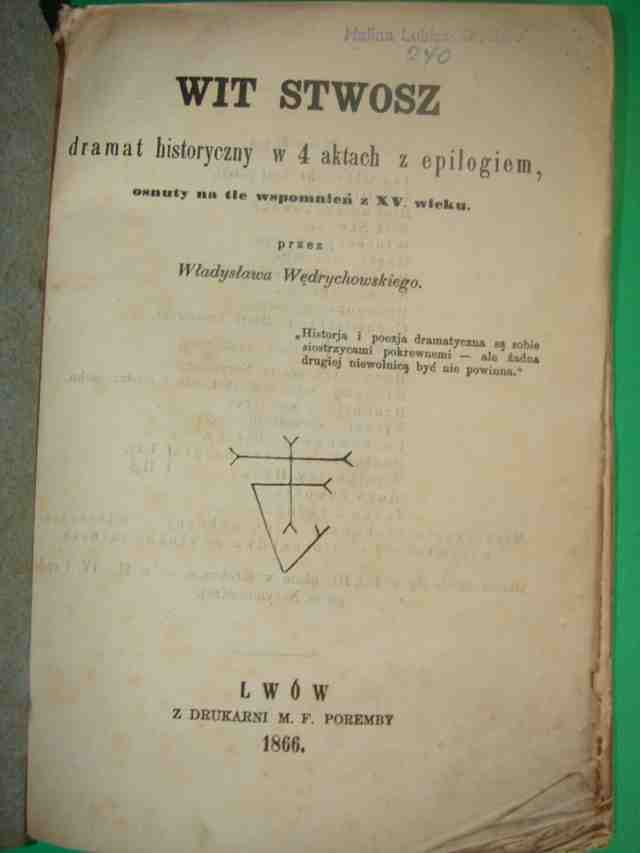 Halina
240
WIT STWOSZ
dramat historyczny w 4 aktach z epilogiem,
osnuty na tle wspomnień z XV. wieku.
przez
Władysława Wędrychowskiego.
„Historja i poezja dramatyczna są sobie
siostrzycami pokrewnemi — ale żadna
drugiej niewolnicą być nie powinna."
LWÓW
Z DRUKARNI M. F. POREMBY
1866.